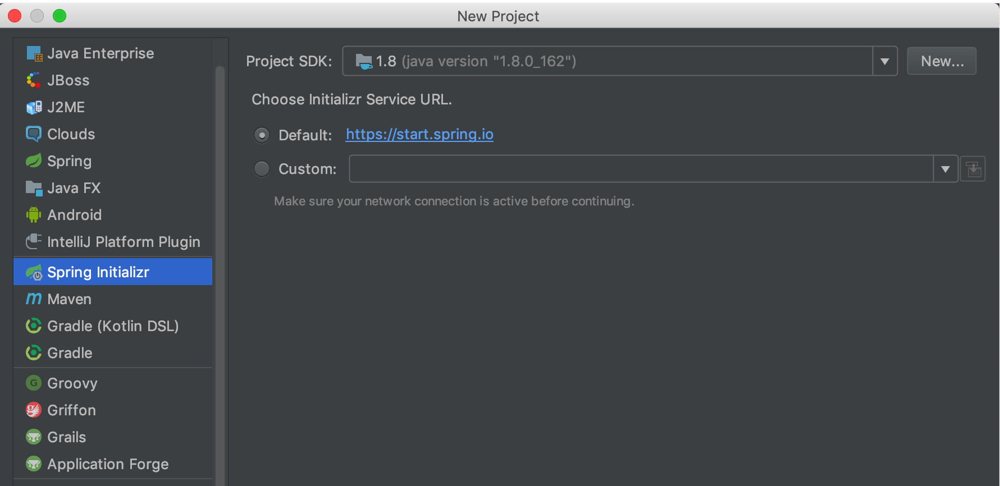 New Project
Java Enterprise
JBoss
J2ME
Clouds
Spring
Java FX
Android
IntelliJ Platform Plugin
Spring Initializr
Maven
Gradle (Kotlin DSL)
Gradle
Groovy
Griffon
Grails
Application Forge
Project SDK: 1.8 (java version "1.8.0_162") New...
Choose Initializr Service URL.
Default: https://start.spring.io
Custom:
Make sure your network connection is active before continuing.